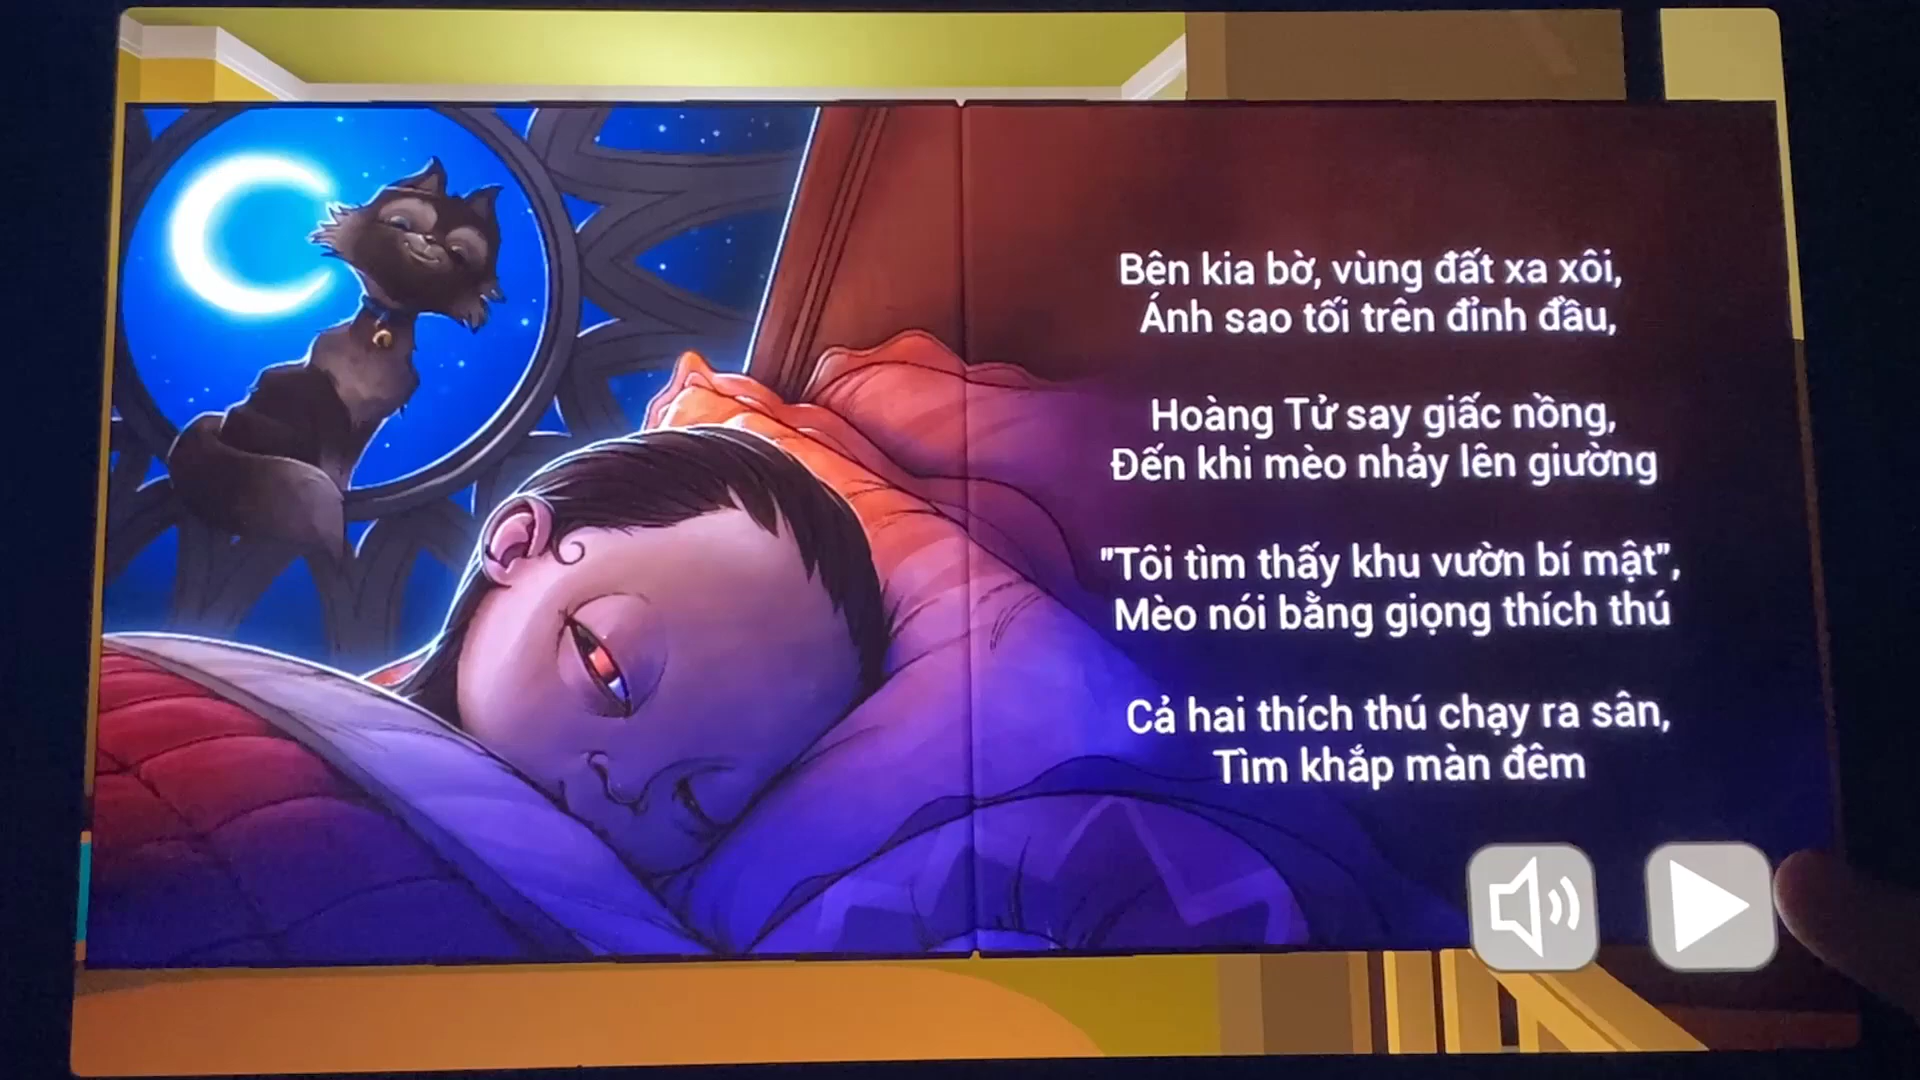 Bên kia bờ, vùng đất xa xôi,
Ánh sao tối trên đỉnh đầu,
Hoàng Tử say giấc nồng,
Đến khi mèo nhảy lên giường
"Tôi tìm thấy khu vườn bí mật",
Mèo nói bằng giọng thích thú
Cả hai thích thú chạy ra sân,
Tìm khắp màn đêm